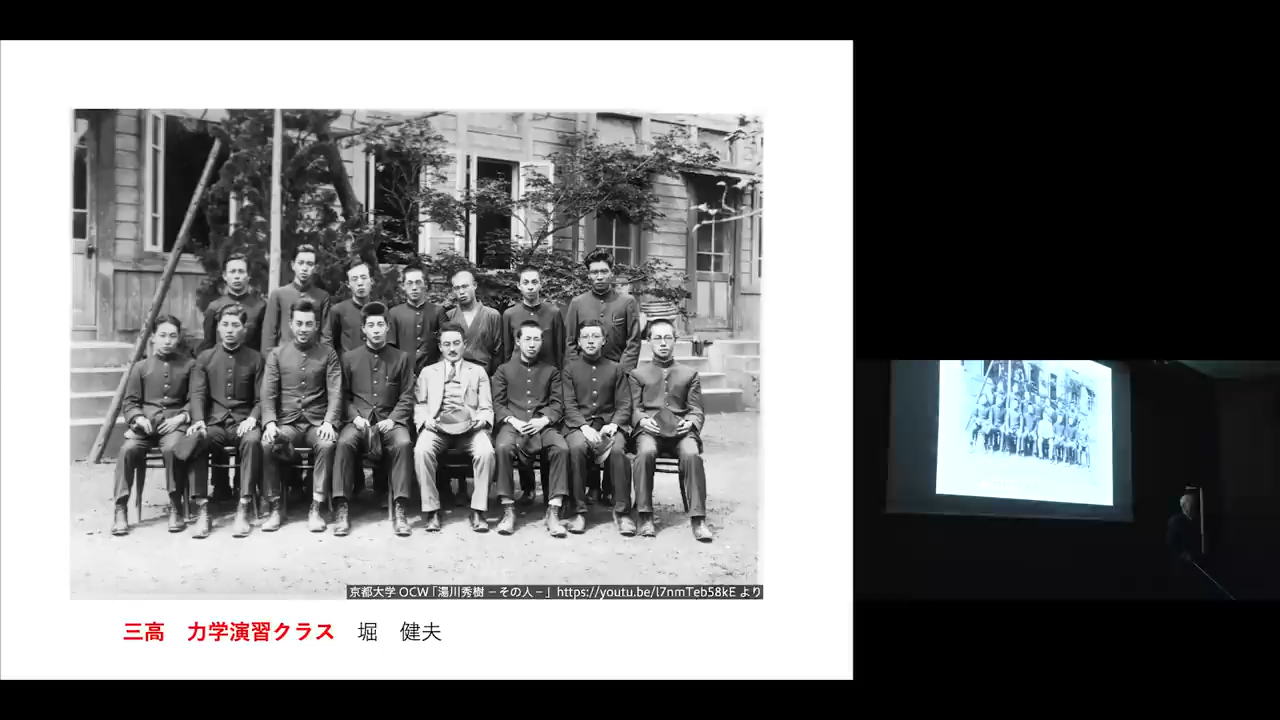 京都大学 OCW「湯川秀樹 – その人 – 」 https://youtu.be/l7nmTeb58kE より
三高　力学演習クラス　堀　健夫